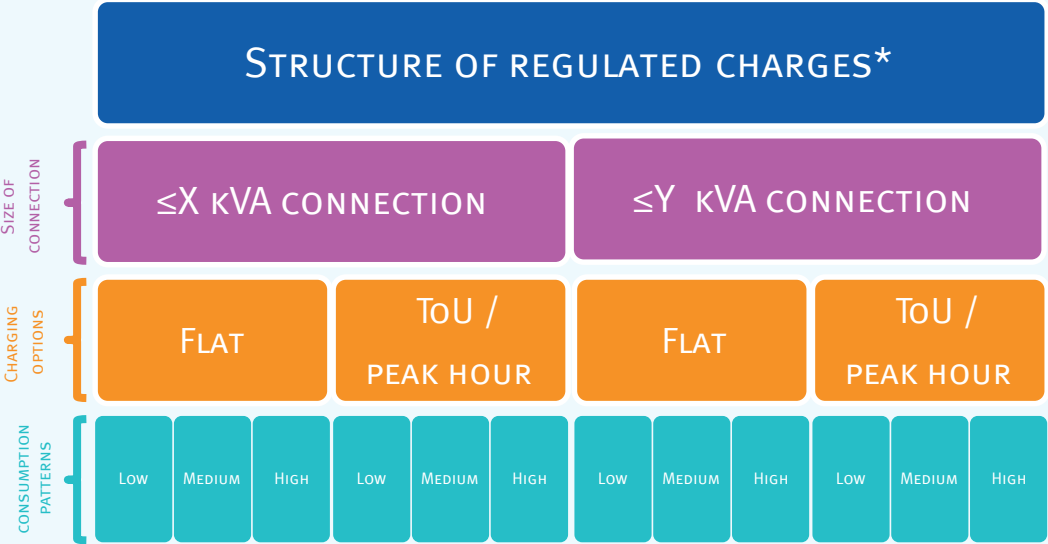 Structure of regulated charges*
Size of
connection
≤X kVA connection
≤Y kVA connection
Charging
options
Flat
ToU /
peak hour
Flat
ToU /
peak hour
consumption
patterns
Low
Medium
High
Low
Medium
High
Low
Medium
High
Low
Medium
High